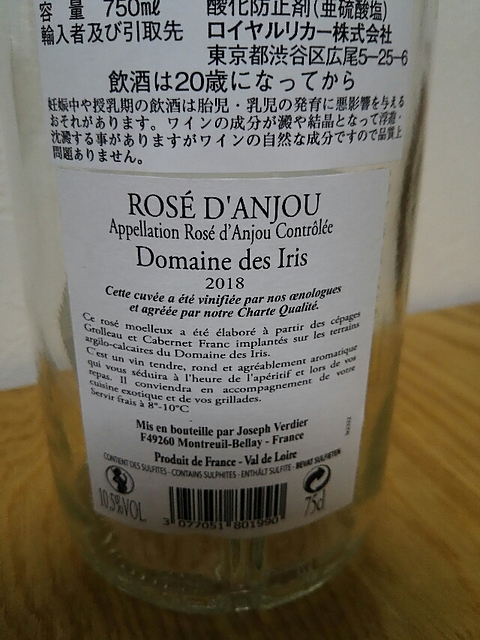 容量 750ml 酸化防止剤(亜硫酸塩)
輸入者及び引取先 ロイヤルリカー株式会社
東京都渋谷区広尾5-25-6
飲酒は20歳になってから
妊娠中や授乳期の飲酒は胎児・乳児の発育に悪影響を与える
おそれがあります。ワインの成分が澱や結晶となって浮遊・
沈澱する事がありますがワインの自然な成分ですので品質上
問題ありません。
ROSÉ D'ANJOU
Appellation Rosé d'Anjou Contrôlée
Domaine des Iris
2018
Cette cuvée a été vinifiée par nos œnologues
et agréée par notre Charte Qualité.
Ce rosé moelleux a été élaboré à partir des cépages
Grolleau et Cabernet Franc implantés sur les terrains
argilo-calcaires du Domaine des Iris.
C'est un vin tendre, rond et agréablement aromatique
qui vous séduira à l'heure de l'apéritif et lors de vos
repas. Il conviendra en accompagnement de votre
cuisine exotique et de vos grillades.
Servir frais à 8°-10°C
Mis en bouteille par Joseph Verdier
F49260 Montreuil-Bellay - France
Produit de France - Val de Loire
CONTIENT DES SULFITES - CONTAINS SULPHITES - ENTHÄLT SULFITE - BEVAT SULFIETEN
10,5%VOL.
75cl
3 077051 801990